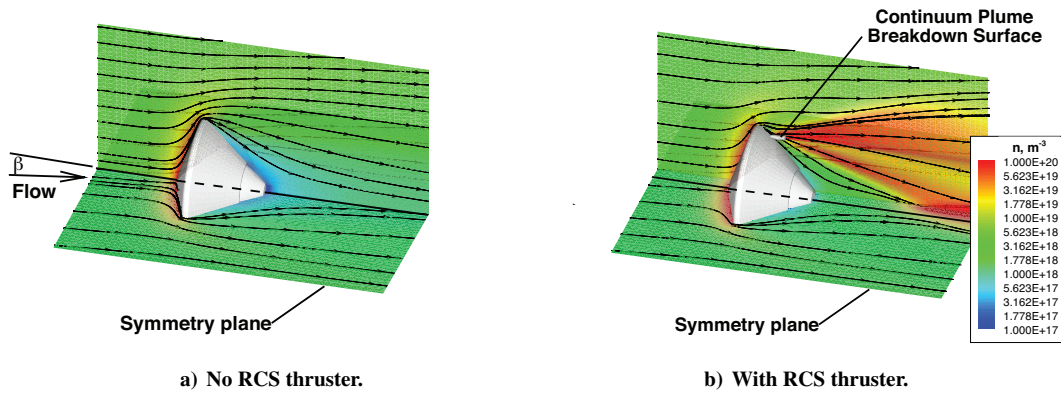 β
Flow
Symmetry plane
a) No RCS thruster.
Continuum Plume
Breakdown Surface
Symmetry plane
n, m⁻³
1.000E+20
5.623E+19
3.162E+19
1.778E+19
1.000E+19
5.623E+18
3.162E+18
1.778E+18
1.000E+18
5.623E+17
3.162E+17
1.778E+17
1.000E+17
b) With RCS thruster.